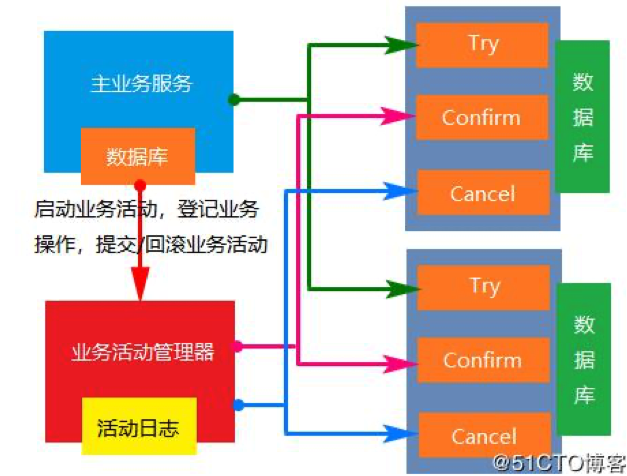 主业务服务
数据库
启动业务活动，登记业务
操作，提交/回滚业务活动
业务活动管理器
活动日志
Try
Confirm
Cancel
数
据
库
Try
Confirm
Cancel
数
据
库
@51CTO博客